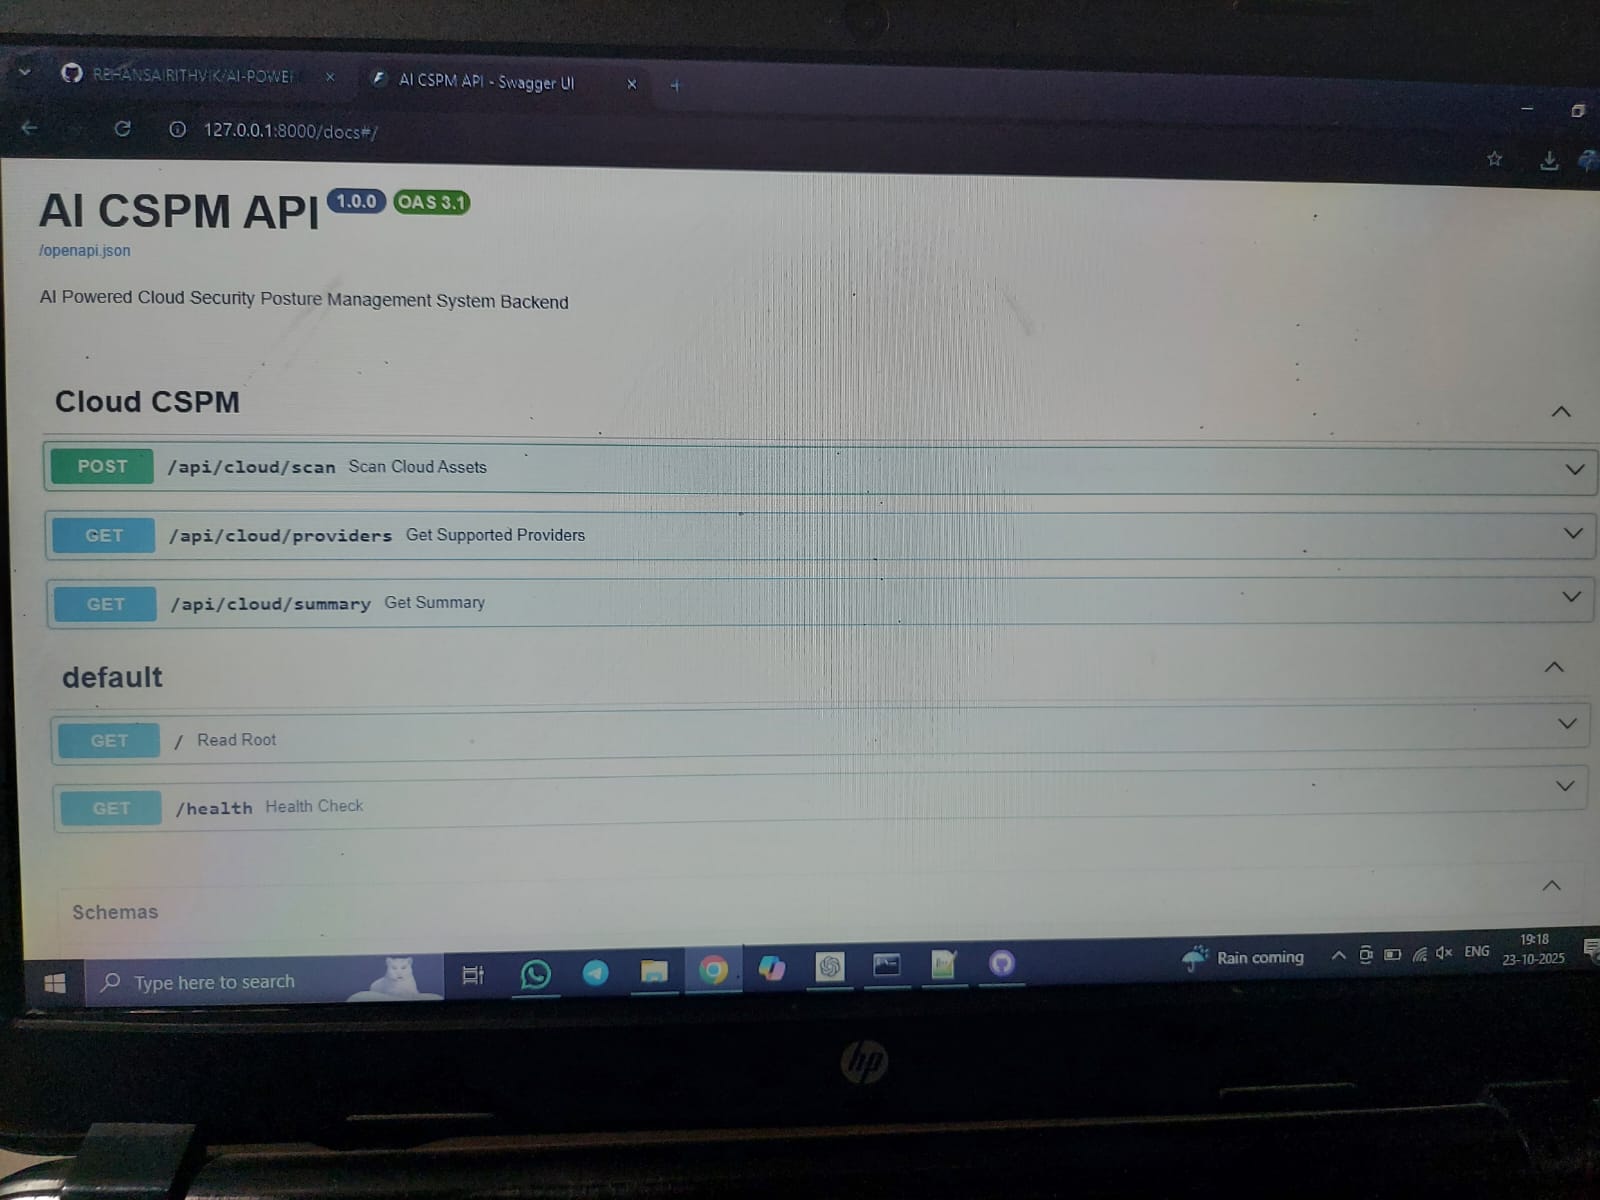 REHANSAIRITHVIK/AI-POWER
AI CSPM API - Swagger UI
127.0.0.1:8000/docs#/
AI CSPM API 1.0.0 OAS 3.1
/openapi.json
AI Powered Cloud Security Posture Management System Backend
Cloud CSPM
POST /api/cloud/scan Scan Cloud Assets
GET /api/cloud/providers Get Supported Providers
GET /api/cloud/summary Get Summary
default
GET / Read Root
GET /health Health Check
Schemas
Type here to search
Rain coming
ENG
19:18
23-10-2025
hp